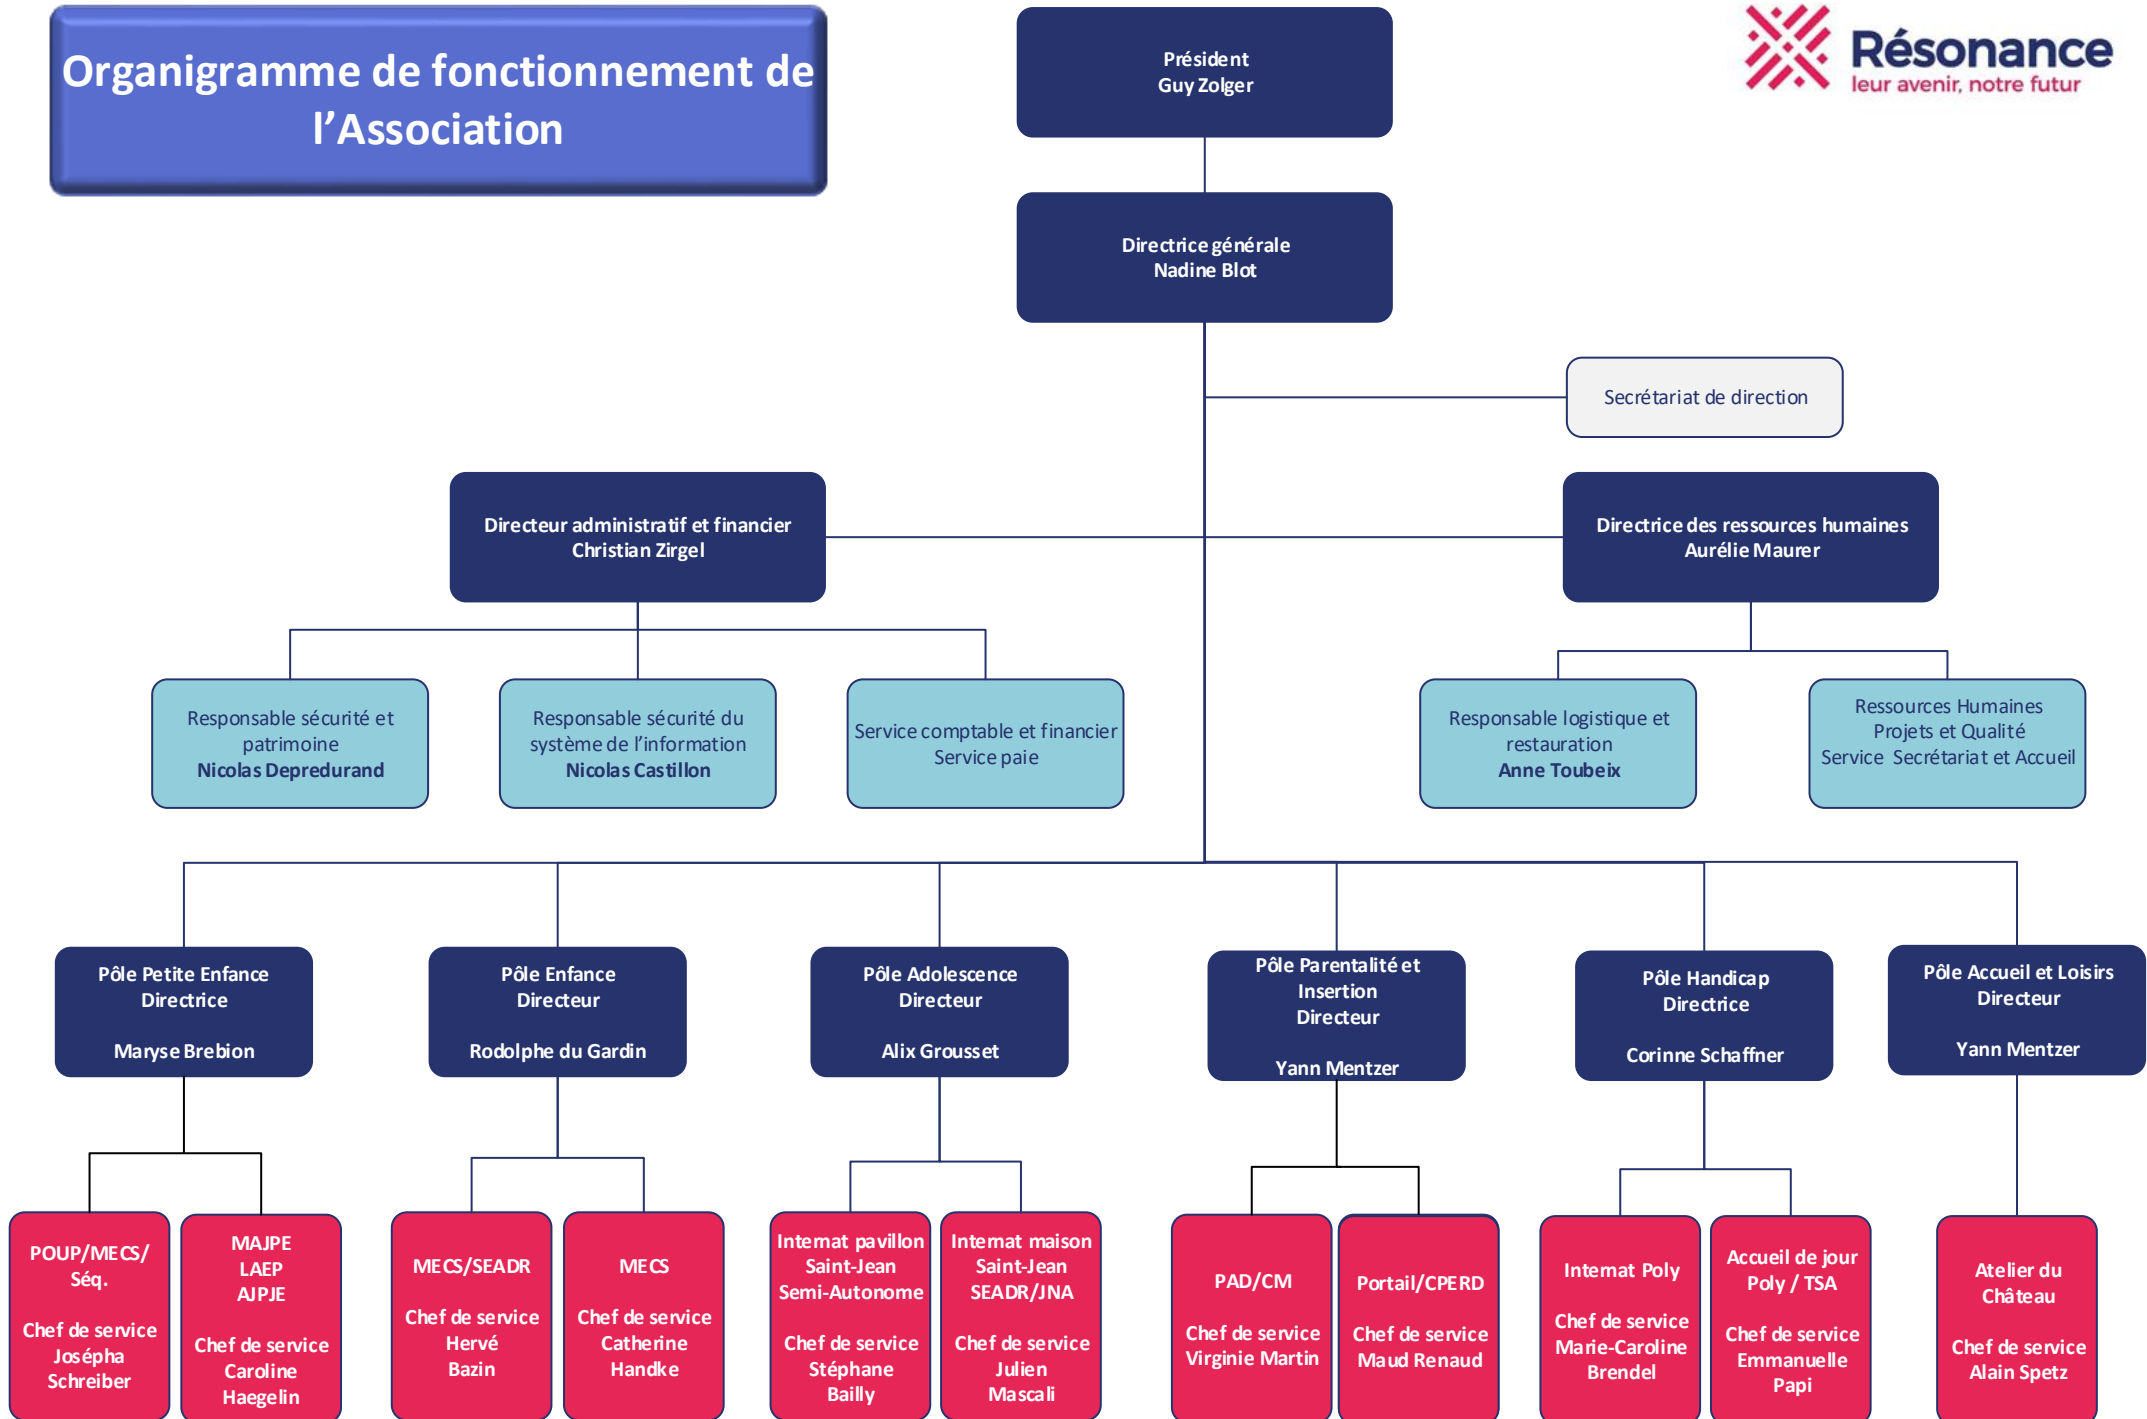 Organigramme de fonctionnement de
l’Association
Président
Guy Zolger
Résonance
leur avenir, notre futur
Directrice générale
Nadine Blot
Secrétariat de direction
Directeur administratif et financier
Christian Zirgel
Directrice des ressources humaines
Aurélie Maurer
Responsable sécurité et
patrimoine
Nicolas Depredurand
Responsable sécurité du
système de l’information
Nicolas Castillon
Service comptable et financier
Service paie
Responsable logistique et
restauration
Anne Toubeix
Ressources Humaines
Projets et Qualité
Service Secrétariat et Accueil
Pôle Petite Enfance
Directrice
Maryse Brebion
Pôle Enfance
Directeur
Rodolphe du Gardin
Pôle Adolescence
Directeur
Alix Grousset
Pôle Parentalité et
Insertion
Directeur
Yann Mentzer
Pôle Handicap
Directrice
Corinne Schaffner
Pôle Accueil et Loisirs
Directeur
Yann Mentzer
POUP/MECS/
Séq.
Chef de service
Josépha
Schreiber
MAJPE
LAEP
AJPJE
Chef de service
Caroline
Haegelin
MECS/SEADR
Chef de service
Hervé
Bazin
MECS
Chef de service
Catherine
Handke
Internat pavillon
Saint-Jean
Semi-Autonome
Chef de service
Stéphane
Bailly
Internat maison
Saint-Jean
SEADR/JNA
Chef de service
Julien
Mascali
PAD/CM
Chef de service
Virginie Martin
Portail/CPERD
Chef de service
Maud Renaud
Internat Poly
Chef de service
Marie-Caroline
Brendel
Accueil de jour
Poly / TSA
Chef de service
Emmanuelle
Papi
Atelier du
Château
Chef de service
Alain Spetz